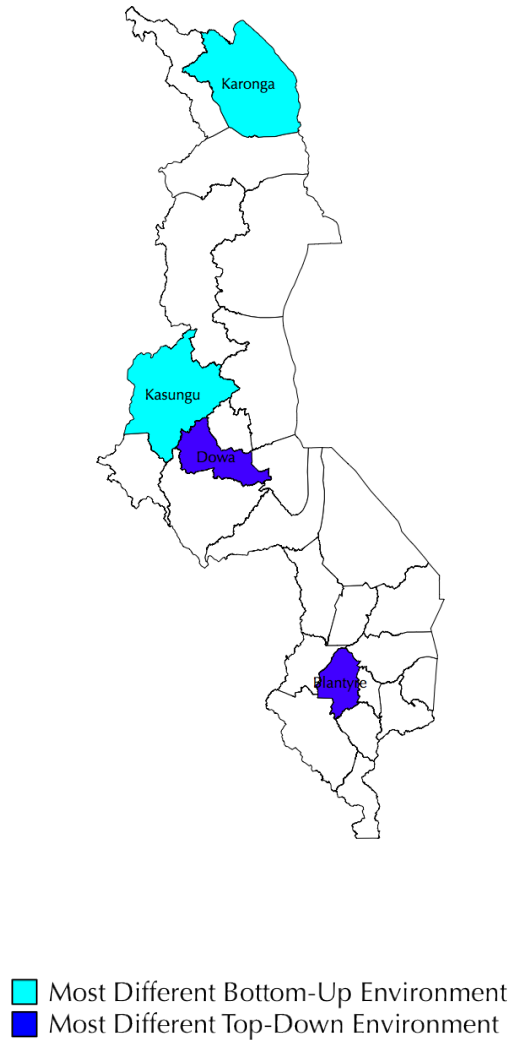 Karonga
Kasungu
Dowa
Blantyre
Most Different Bottom-Up Environment
Most Different Top-Down Environment